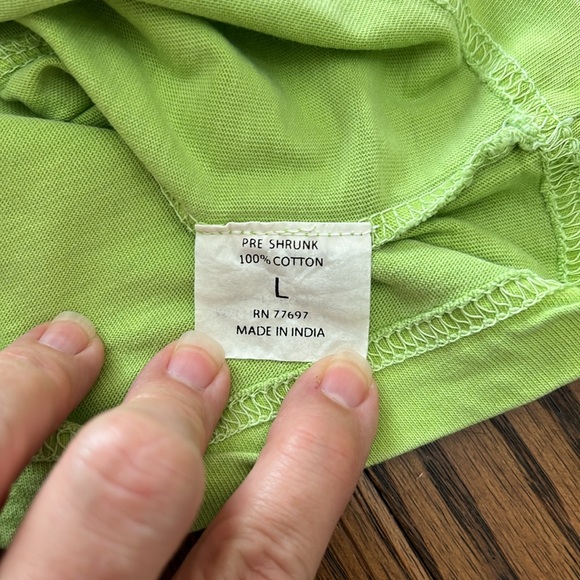 PRE SHRUNK
100% COTTON
L
RN 77697
MADE IN INDIA